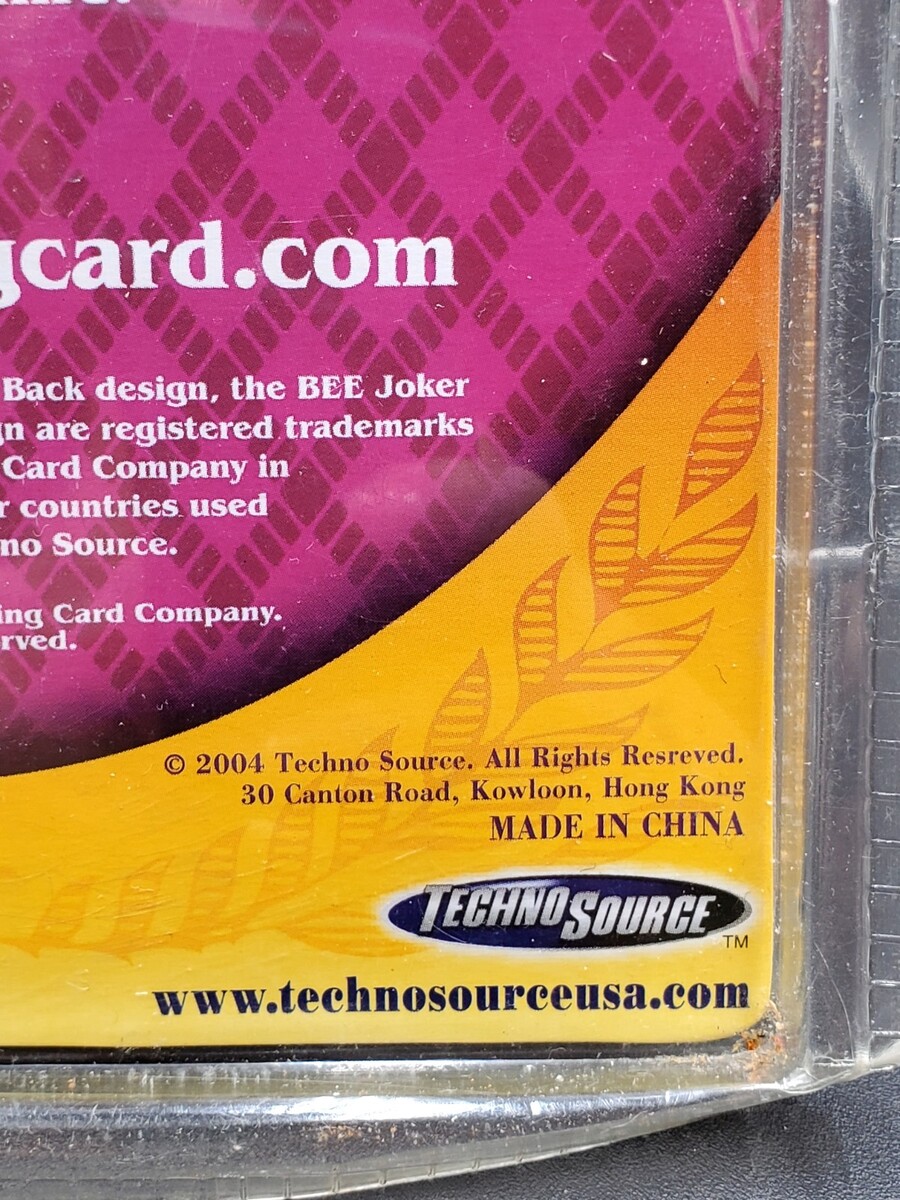 gcard.com
Back design, the BEE Joker
gn are registered trademarks
Card Company in
r countries used
no Source.
ing Card Company.
rved.
© 2004 Techno Source. All Rights Resreved.
30 Canton Road, Kowloon, Hong Kong
MADE IN CHINA
TECHNO SOURCE
TM
www.technosourceusa.com